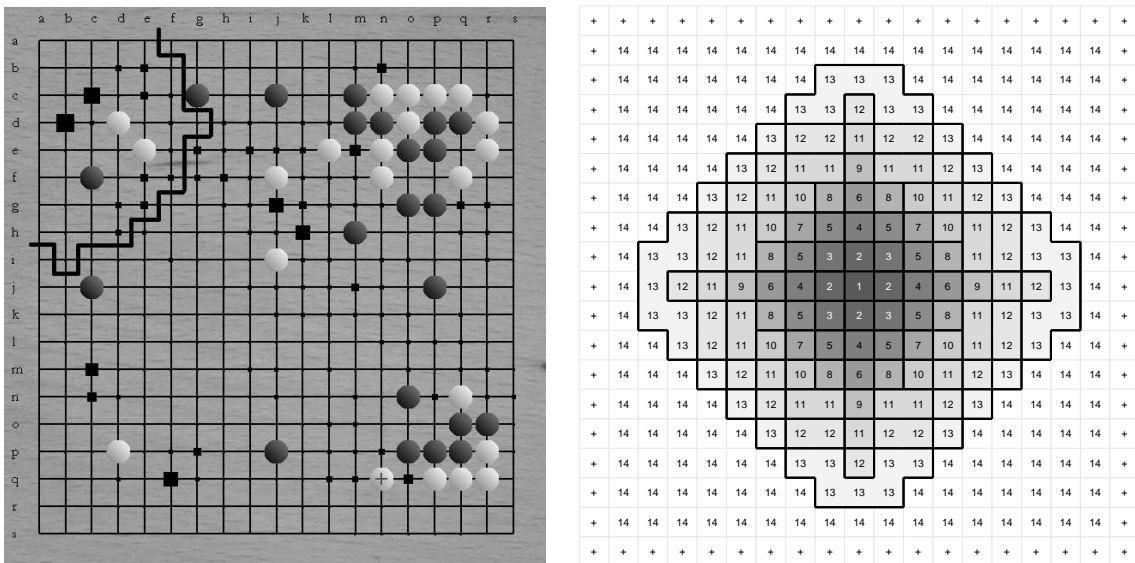 a b c d e f g h i j k l m n o p q r s
a
b
c
d
e
f
g
h
i
j
k
l
m
n
o
p
q
r
s
+ + + + + + + + + + + + + + + + + + +
+ 14 14 14 14 14 14 14 14 14 14 14 14 14 14 14 14 14 +
+ 14 14 14 14 14 14 14 13 13 13 14 14 14 14 14 14 14 +
+ 14 14 14 14 14 14 13 13 12 13 13 14 14 14 14 14 14 +
+ 14 14 14 14 14 13 12 12 11 12 12 13 14 14 14 14 14 +
+ 14 14 14 14 13 12 11 11 9 11 11 12 13 14 14 14 14 +
+ 14 14 14 13 12 11 10 8 6 8 10 11 12 13 14 14 14 +
+ 14 14 13 12 11 10 7 5 4 5 7 10 11 12 13 14 14 +
+ 14 13 13 12 11 8 5 3 2 3 5 8 11 12 13 13 14 +
+ 14 13 12 11 9 6 4 2 1 2 4 6 9 11 12 13 14 +
+ 14 13 13 12 11 8 5 3 2 3 5 8 11 12 13 13 14 +
+ 14 14 13 12 11 10 7 5 4 5 7 10 11 12 13 14 14 +
+ 14 14 14 13 12 11 10 8 6 8 10 11 12 13 14 14 14 +
+ 14 14 14 14 13 12 11 11 9 11 11 12 13 14 14 14 14 +
+ 14 14 14 14 14 13 12 12 11 12 12 13 14 14 14 14 14 +
+ 14 14 14 14 14 14 13 13 12 13 13 14 14 14 14 14 14 +
+ 14 14 14 14 14 14 14 13 13 13 14 14 14 14 14 14 14 +
+ 14 14 14 14 14 14 14 14 14 14 14 14 14 14 14 14 14 +
+ + + + + + + + + + + + + + + + + + +